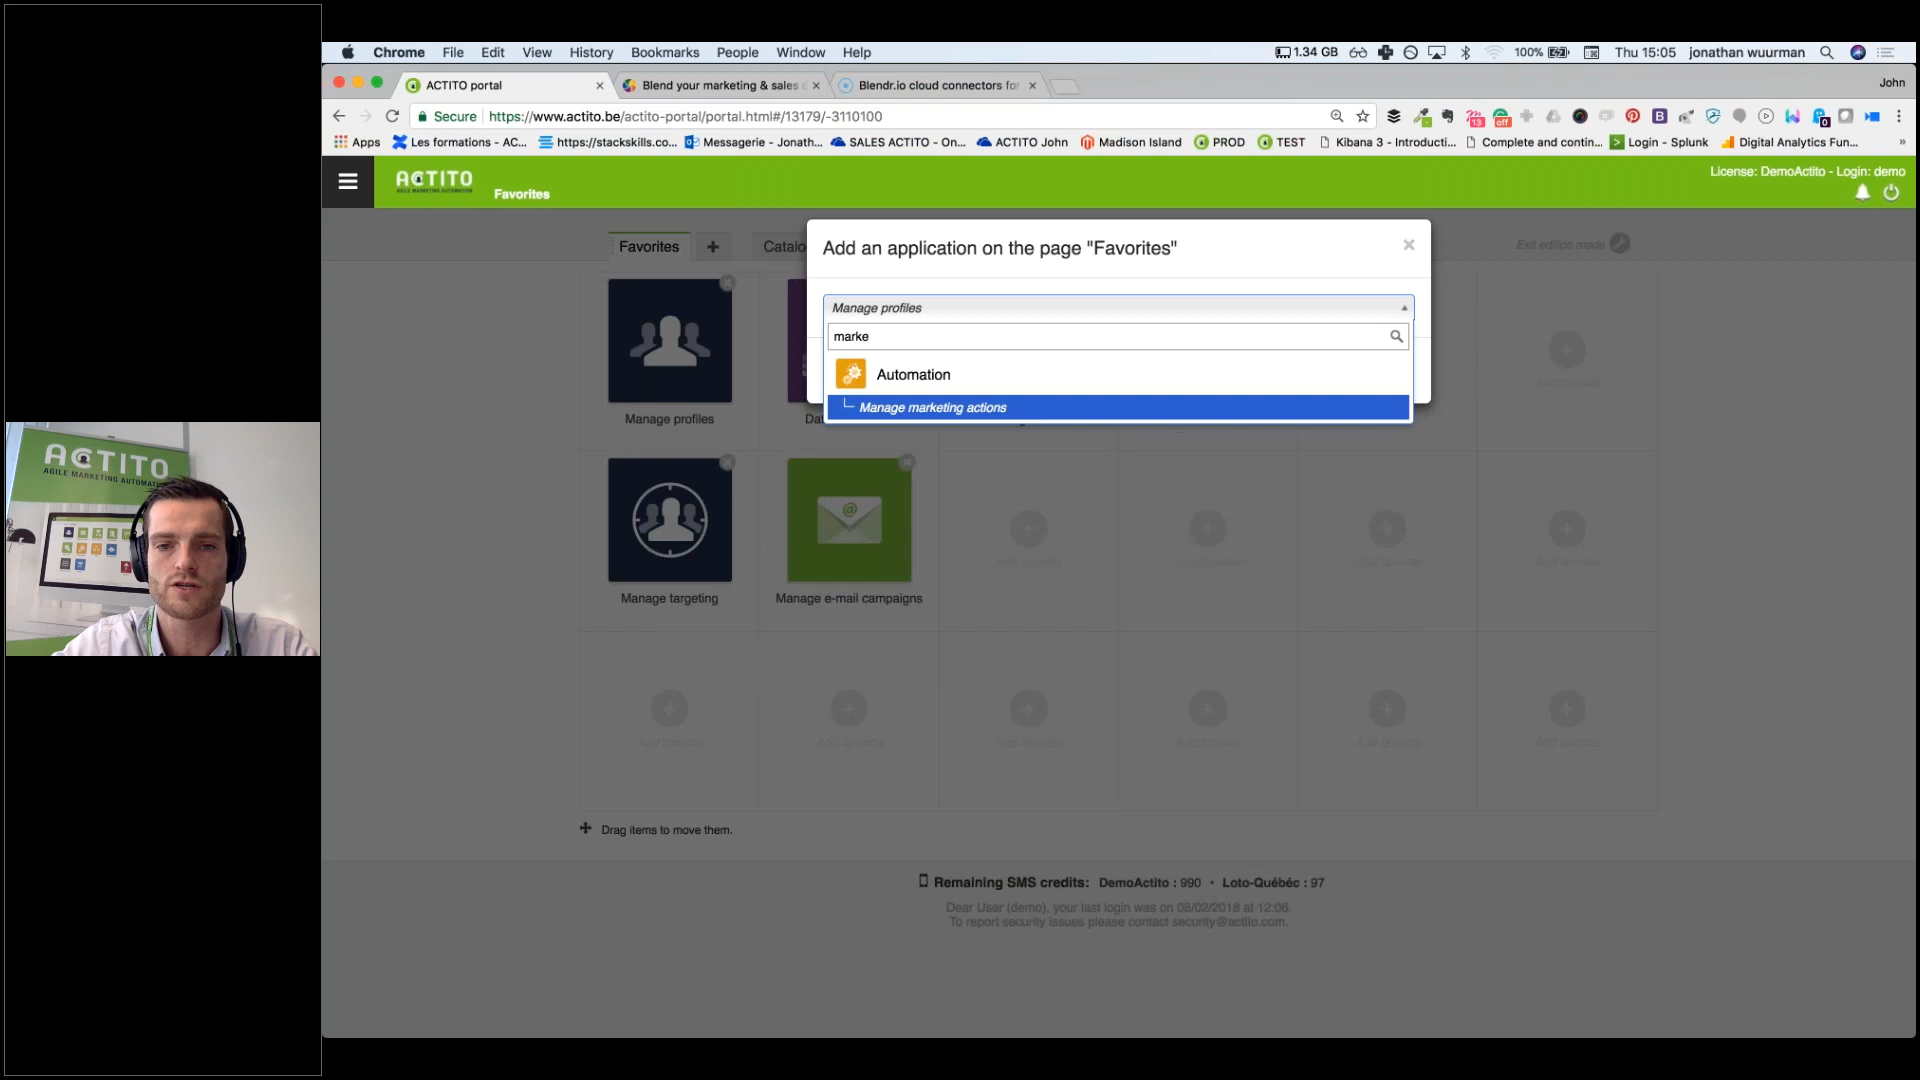 Chrome File Edit View History Bookmarks People Window Help
1.34 GB 100% Thu 15:05 jonathan wuurman
ACTITO portal
Blend your marketing & sales d
Blendr.io cloud connectors for
John
Secure https://www.actito.be/actito-portal/portal.html#/13179/-3110100
13 off 0
Apps Les formations - AC... https://stackskills.co... Messagerie - Jonath... SALES ACTITO - On... ACTITO John Madison Island PROD TEST Kibana 3 - Introducti... Complete and contin... Login - Splunk Digital Analytics Fun... »
ACTITO
Favorites
License: DemoActito - Login: demo
Favorites
Catalo
Add an application on the page "Favorites"
Exit edition mode
Manage profiles
marke
Automation
Manage marketing actions
Manage profiles
Da
Manage targeting
Manage e-mail campaigns
Drag items to move them.
Remaining SMS credits: DemoActito : 990 • Loto-Québéc : 97
Dear User (demo), your last login was on 08/02/2018 at 12:06.
To report security issues please contact security@actito.com.
ACTITO
AGILE MARKETING AUTOMAT